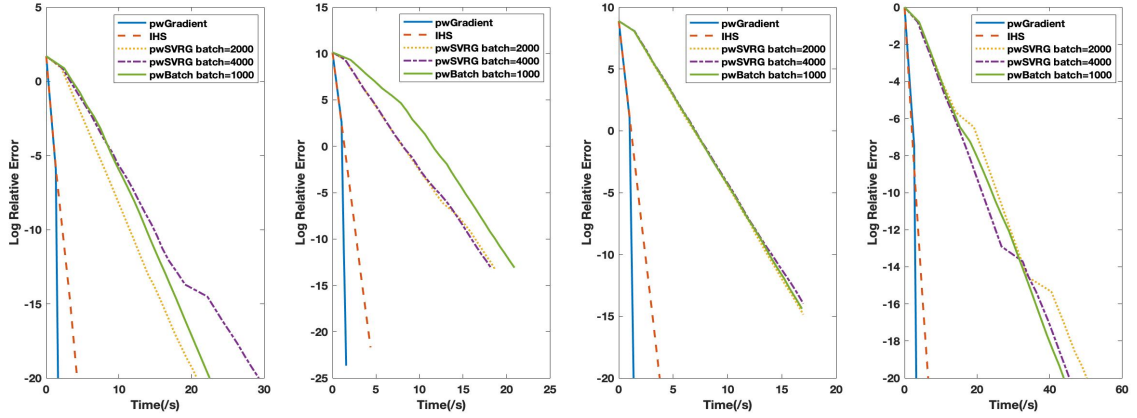 5
0
-5
-10
-15
-20
0
10
20
30
Log Relative Error
Time(/s)
pwGradient
IHS
pwSVRG batch=2000
pwSVRG batch=4000
pwBatch batch=1000
15
10
5
0
-5
-10
-15
-20
-25
0
5
10
15
20
25
Log Relative Error
Time(/s)
pwGradient
IHS
pwSVRG batch=2000
pwSVRG batch=4000
pwBatch batch=1000
10
5
0
-5
-10
-15
-20
0
5
10
15
20
Log Relative Error
Time(/s)
pwGradient
IHS
pwSVRG batch=2000
pwSVRG batch=4000
pwBatch batch=1000
0
-2
-4
-6
-8
-10
-12
-14
-16
-18
-20
0
20
40
60
Log Relative Error
Time(/s)
pwGradient
IHS
pwSVRG batch=2000
pwSVRG batch=4000
pwBatch batch=1000